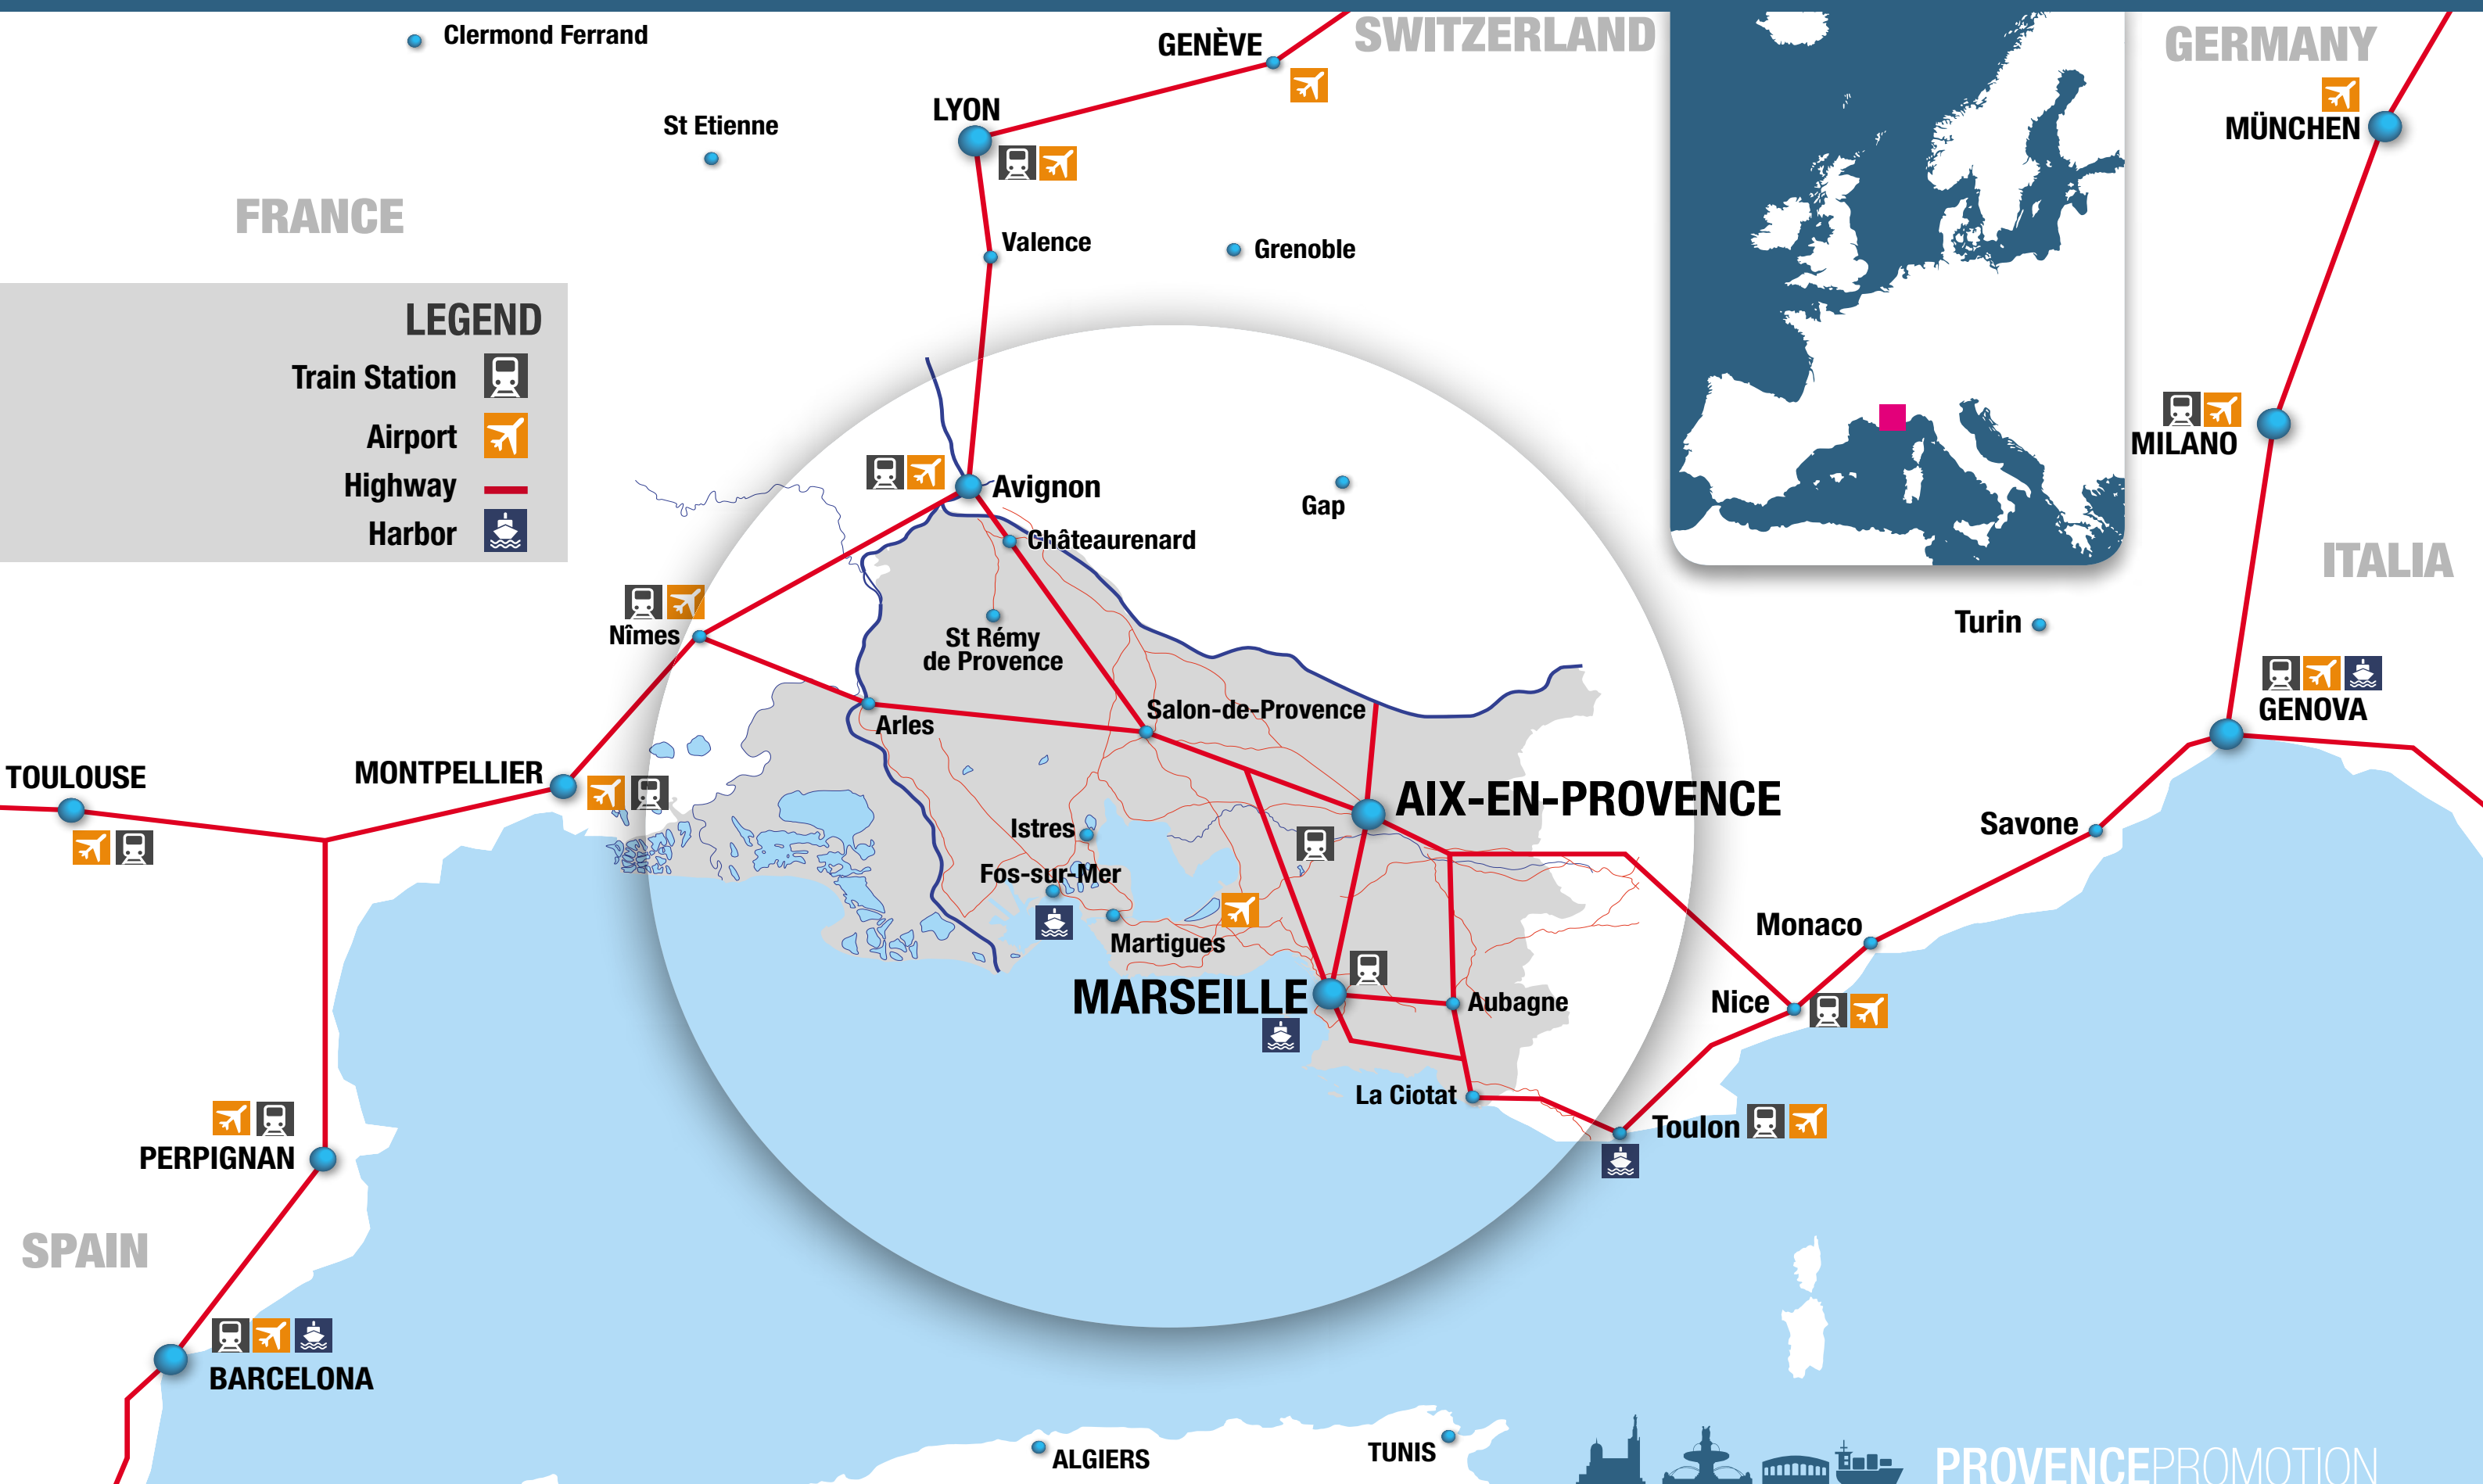 Clermond Ferrand
GENÈVE
SWITZERLAND
GERMANY
LYON
St Etienne
MÜNCHEN
FRANCE
Valence
Grenoble
LEGEND
Train Station
Airport
Highway
Harbor
MILANO
Avignon
Gap
Châteaurenard
ITALIA
Turin
Nîmes
St Rémy
de Provence
Salon-de-Provence
Arles
GENOVA
TOULOUSE
MONTPELLIER
AIX-EN-PROVENCE
Istres
Savone
Fos-sur-Mer
Monaco
Martigues
MARSEILLE
Aubagne
Nice
La Ciotat
Toulon
PERPIGNAN
SPAIN
BARCELONA
ALGIERS
TUNIS
PROVENCEPROMOTION